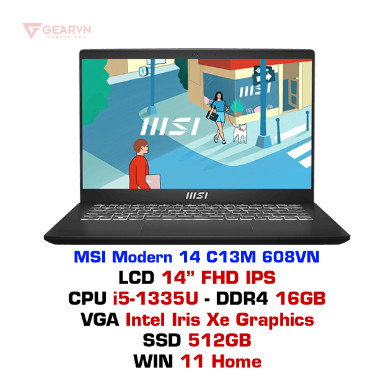 GEARVN
msi
msi
MSI Modern 14 C13M 608VN
LCD 14” FHD IPS
CPU i5-1335U - DDR4 16GB
VGA Intel Iris Xe Graphics
SSD 512GB
WIN 11 Home